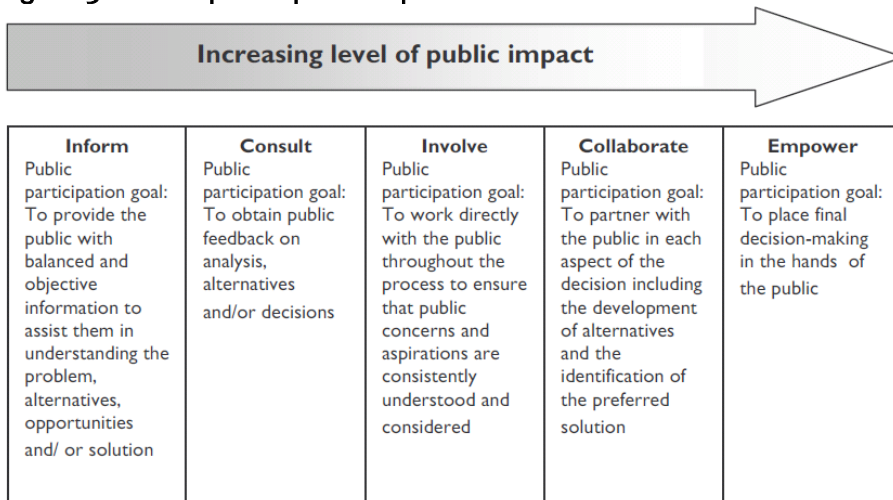 Increasing level of public impact
Inform
Public
participation goal:
To provide the
public with
balanced and
objective
information to
assist them in
understanding the
problem,
alternatives,
opportunities
and/ or solution
Consult
Public
participation goal:
To obtain public
feedback on
analysis,
alternatives
and/or decisions
Involve
Public
participation goal:
To work directly
with the public
throughout the
process to ensure
that public
concerns and
aspirations are
consistently
understood and
considered
Collaborate
Public
participation goal:
To partner with
the public in each
aspect of the
decision including
the development
of alternatives
and the
identification of
the preferred
solution
Empower
Public
participation goal:
To place final
decision-making
in the hands of
the public